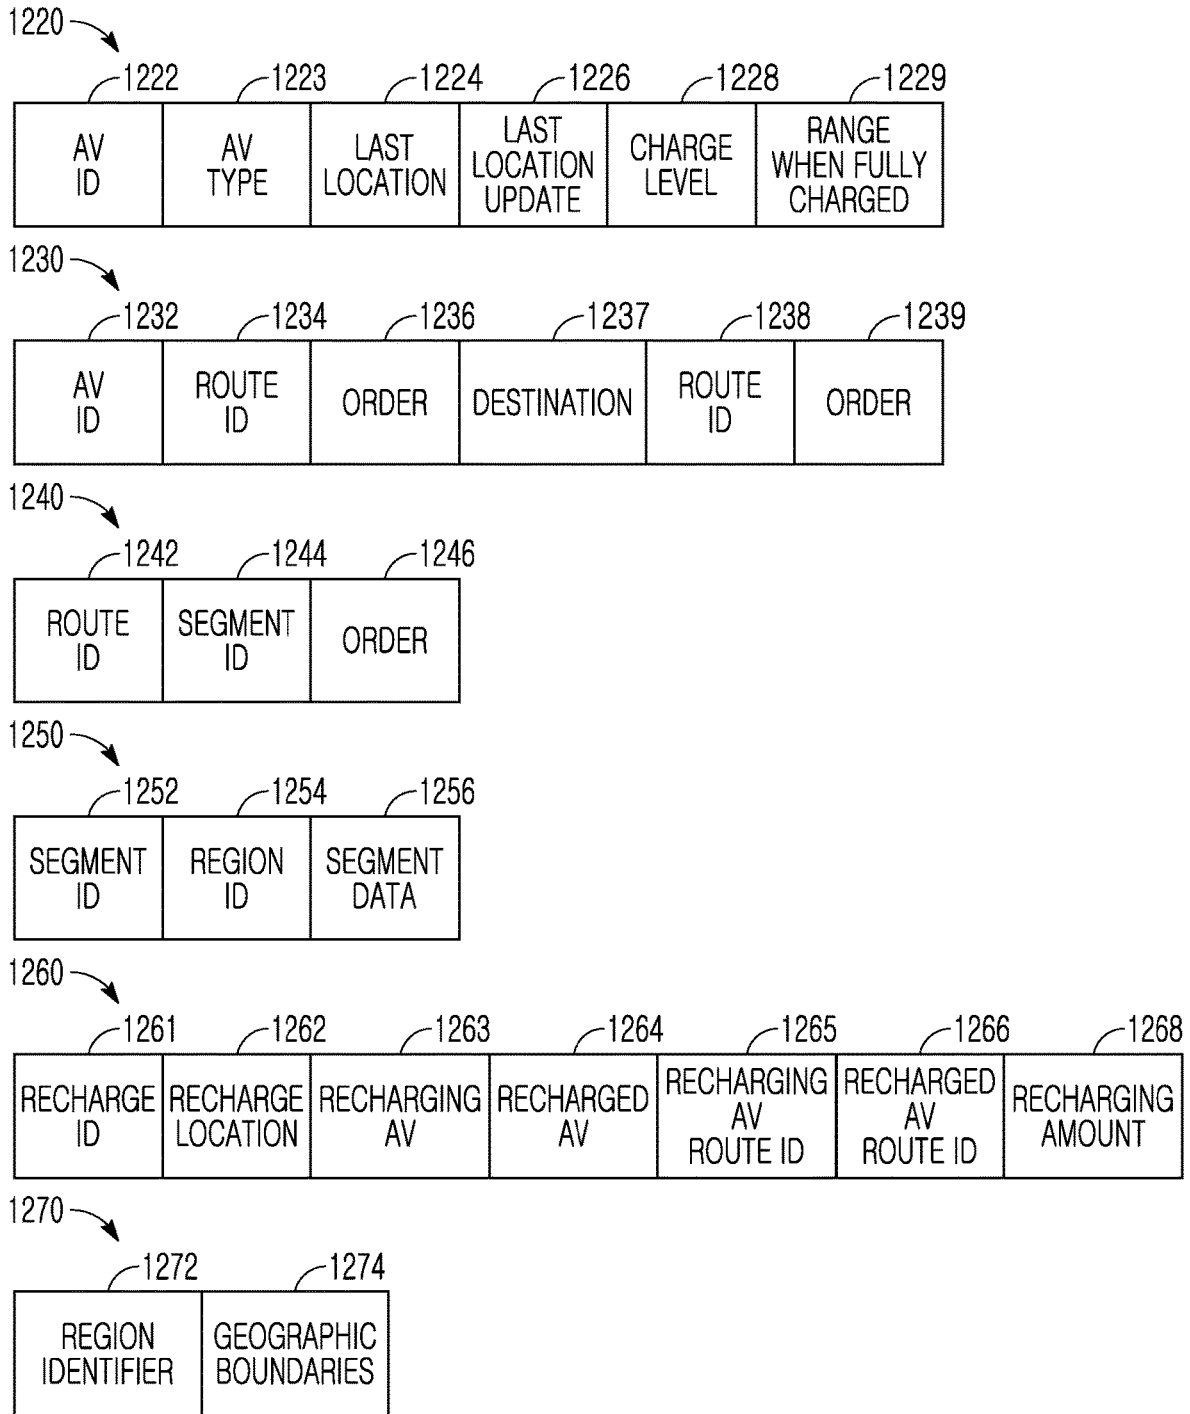 1220
1222 1223 1224 1226 1228 1229
AV ID AV TYPE LAST LOCATION LAST LOCATION UPDATE CHARGE LEVEL RANGE WHEN FULLY CHARGED
1230
1232 1234 1236 1237 1238 1239
AV ID ROUTE ID ORDER DESTINATION ROUTE ID ORDER
1240
1242 1244 1246
ROUTE ID SEGMENT ID ORDER
1250
1252 1254 1256
SEGMENT ID REGION ID SEGMENT DATA
1260
1261 1262 1263 1264 1265 1266 1268
RECHARGE ID RECHARGE LOCATION RECHARGING AV RECHARGED AV RECHARGING AV ROUTE ID RECHARGED AV ROUTE ID RECHARGING AMOUNT
1270
1272 1274
REGION IDENTIFIER GEOGRAPHIC BOUNDARIES